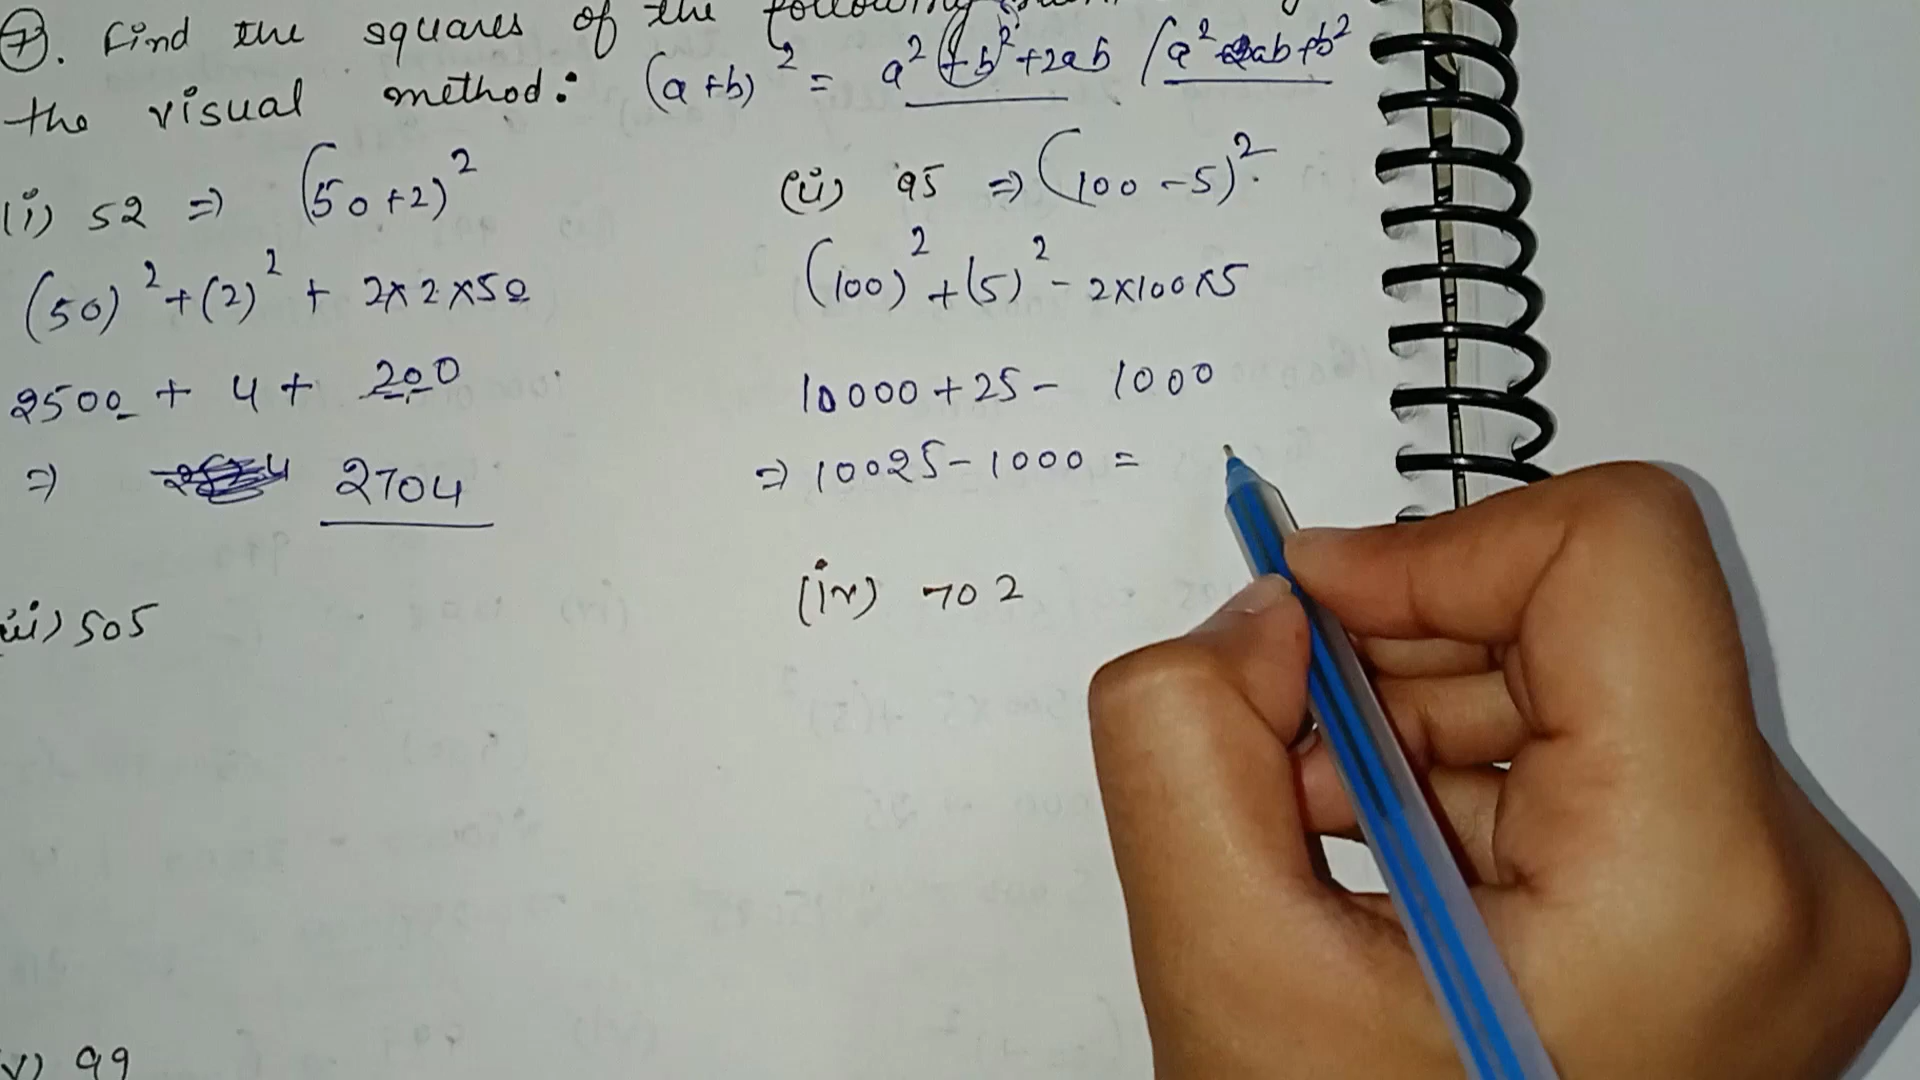 7. Find the squares of the following
the visual method: (a+b)² = a²+b²+2ab / a²-2ab+b²
(i) 52 => (50+2)²
(50)²+(2)² + 2×2×50
2500 + 4 + 200
=> 2704
(ii) 95 => (100-5)²
(100)²+(5)² - 2×100×5
10000+25- 1000
=> 10025-1000 =
iii) 505
(iv) 702
v) 99